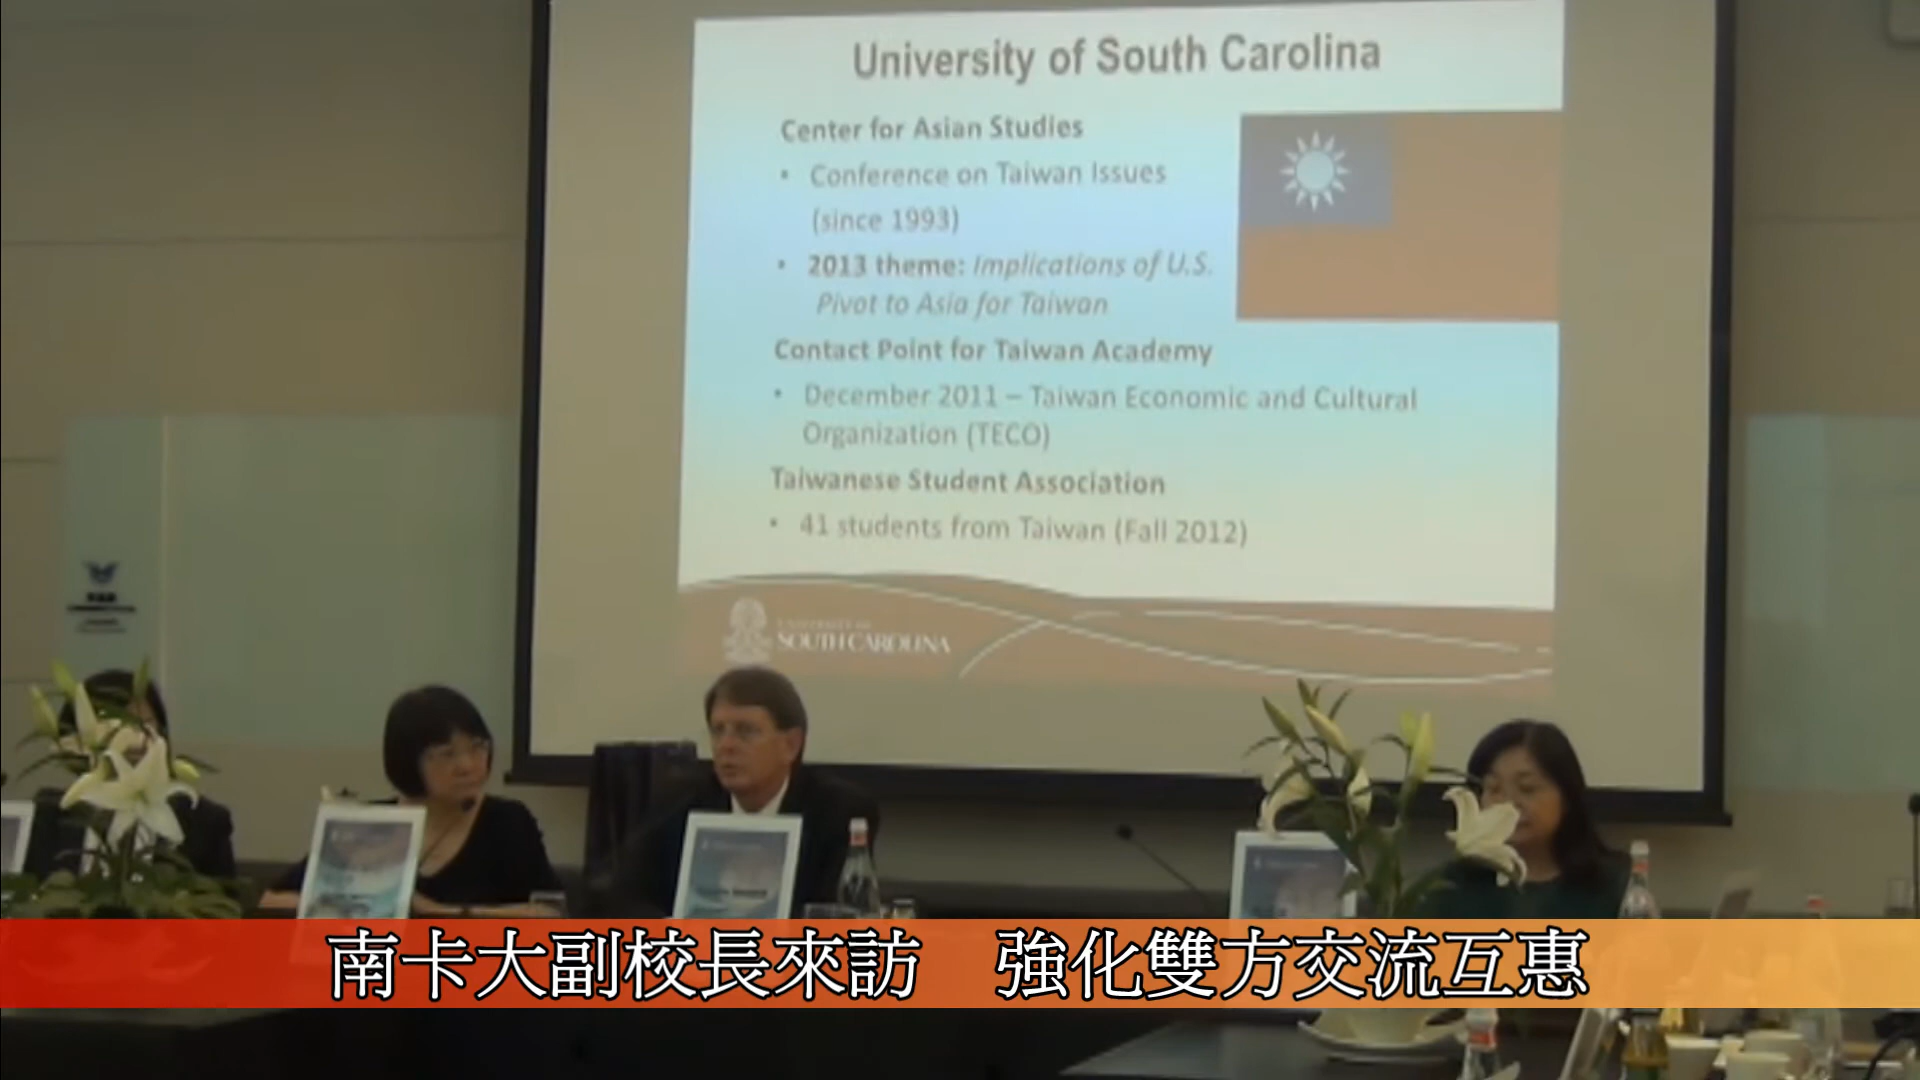 University of South Carolina
Center for Asian Studies
• Conference on Taiwan Issues
(since 1993)
• 2013 theme: Implications of U.S.
Pivot to Asia for Taiwan
Contact Point for Taiwan Academy
• December 2011 – Taiwan Economic and Cultural
Organization (TECO)
Taiwanese Student Association
• 41 students from Taiwan (Fall 2012)
UNIVERSITY OF
SOUTH CAROLINA
南卡大副校長來訪　強化雙方交流互惠